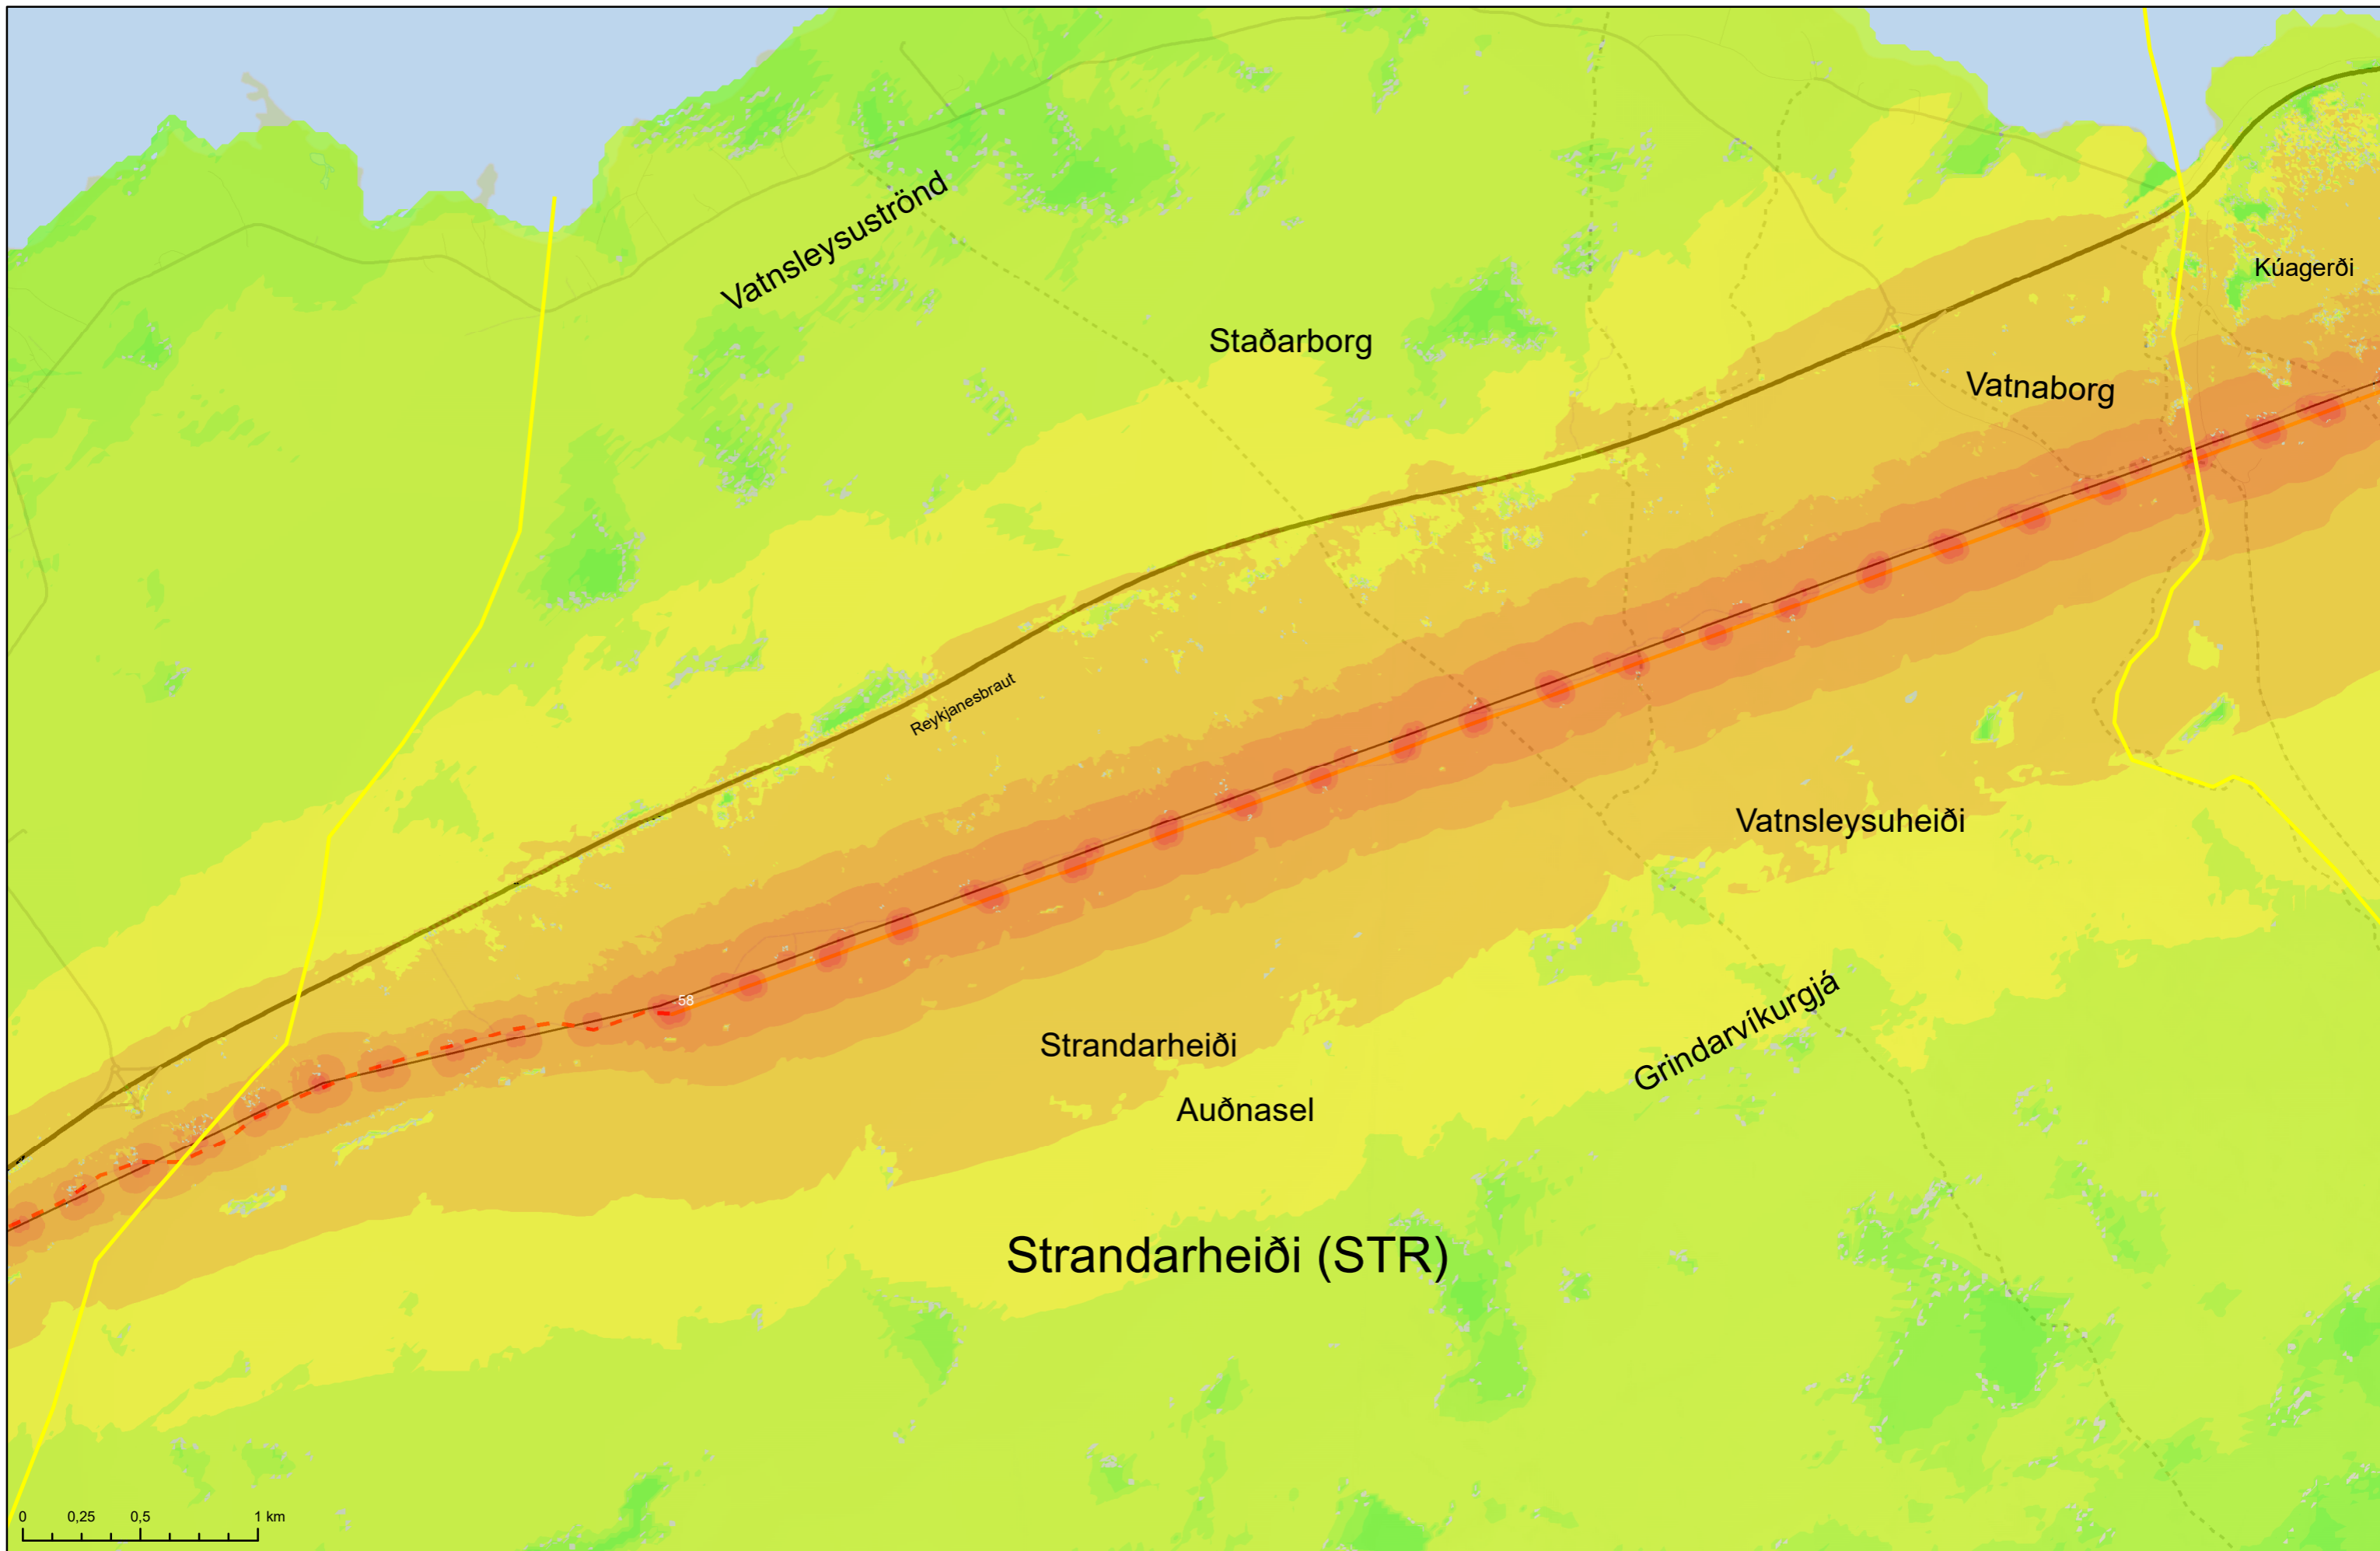 Vatnsleysuströnd
Staðarborg
Kúagerði
Vatnaborg
Reykjanesbraut
Vatnsleysuheiði
58
Strandarheiði
Grindarvíkurgjá
Auðnasel
Strandarheiði (STR)
0 0,25 0,5 1 km